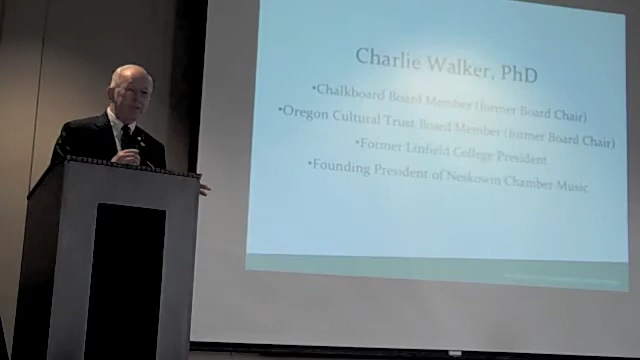 Charlie Walker, PhD
•Chalkboard Board Member (former Board Chair)
•Oregon Cultural Trust Board Member (former Board Chair)
•Former Linfield College President
•Founding President of Neskowin Chamber Music